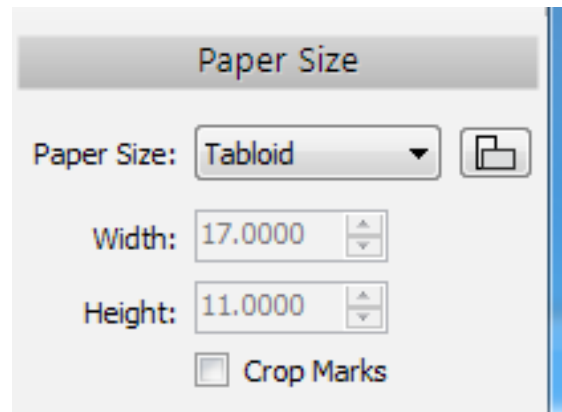 Paper Size
Paper Size: Tabloid
Width: 17.0000
Height: 11.0000
Crop Marks